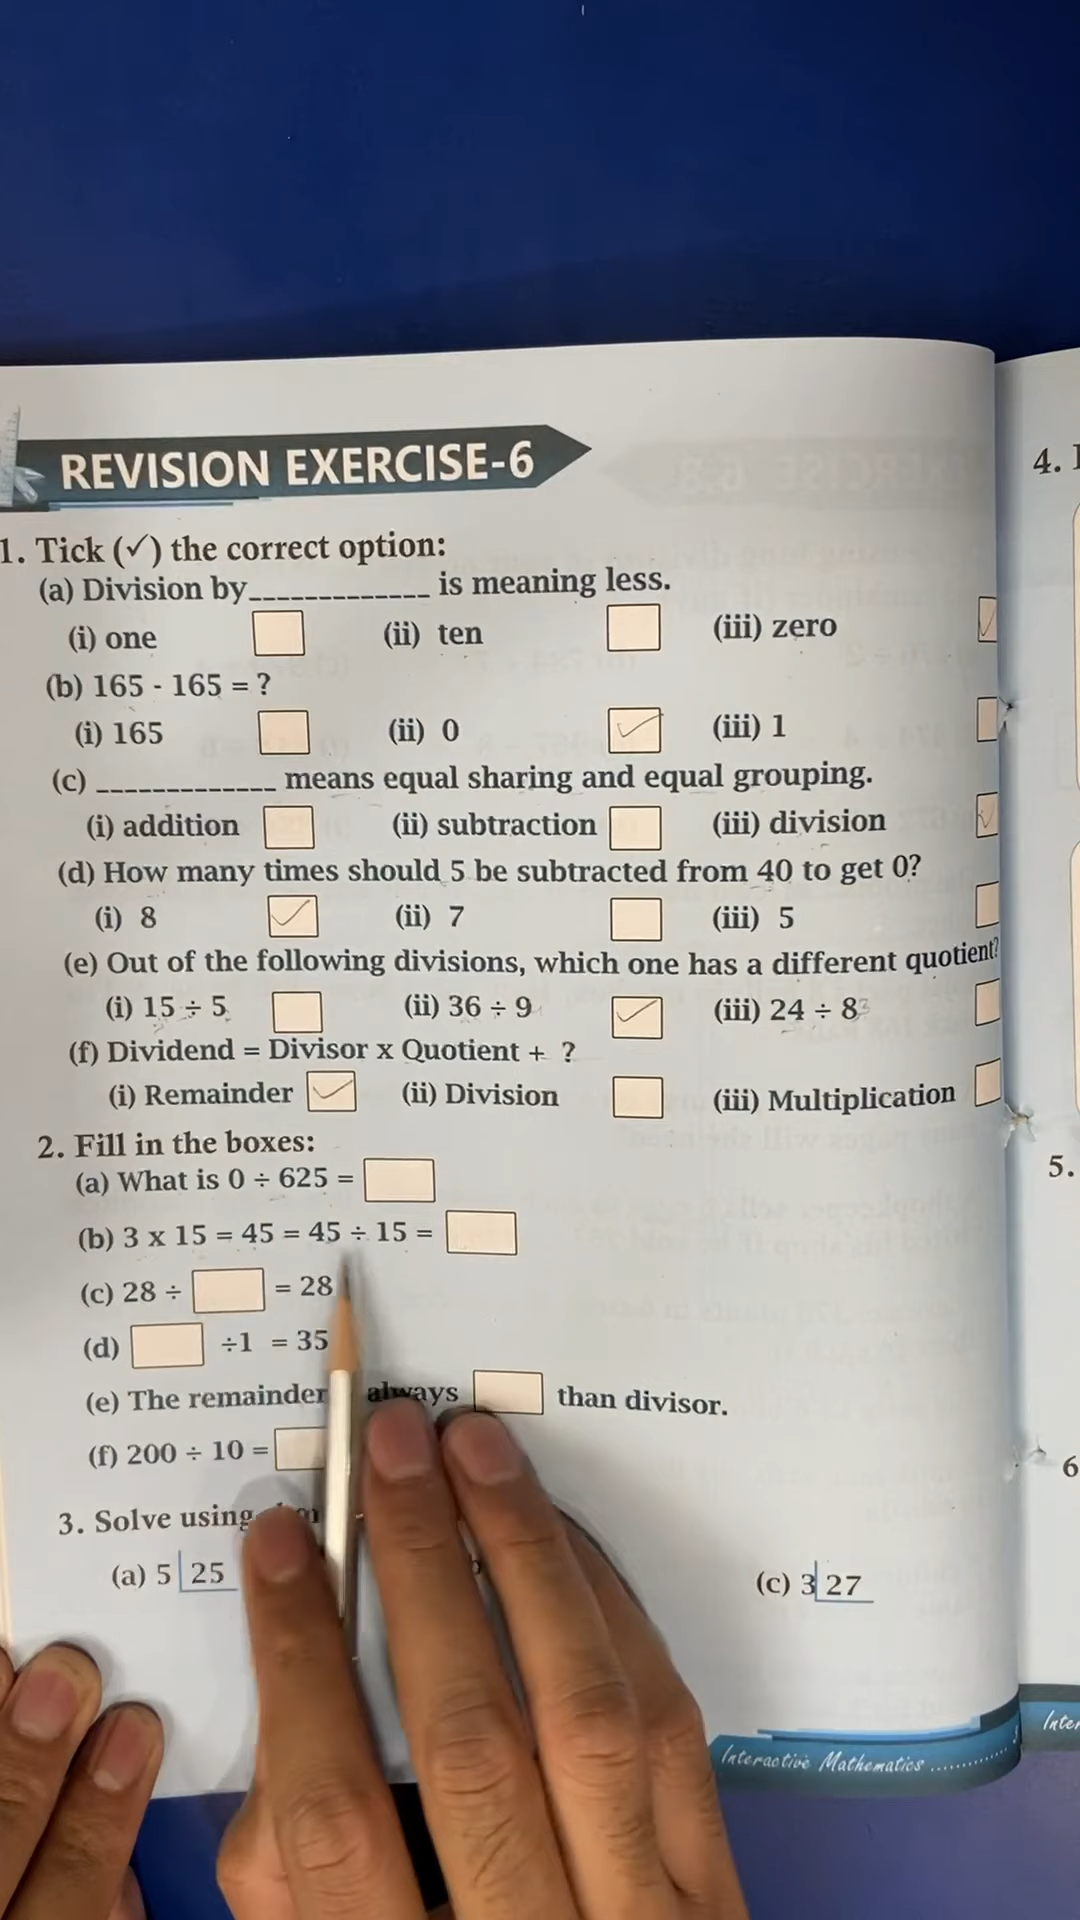 REVISION EXERCISE-6
1. Tick (✓) the correct option:
(a) Division by_____________ is meaning less.
(i) one (ii) ten (iii) zero ✓
(b) 165 - 165 = ?
(i) 165 (ii) 0 ✓ (iii) 1
(c) _____________ means equal sharing and equal grouping.
(i) addition (ii) subtraction (iii) division ✓
(d) How many times should 5 be subtracted from 40 to get 0?
(i) 8 ✓ (ii) 7 (iii) 5
(e) Out of the following divisions, which one has a different quotient?
(i) 15 ÷ 5 (ii) 36 ÷ 9 ✓ (iii) 24 ÷ 8 3
(f) Dividend = Divisor x Quotient + ?
(i) Remainder ✓ (ii) Division (iii) Multiplication
2. Fill in the boxes:
(a) What is 0 ÷ 625 =
(b) 3 x 15 = 45 = 45 ÷ 15 =
(c) 28 ÷ = 28
(d) ÷1 = 35
(e) The remainder always than divisor.
(f) 200 ÷ 10 =
3. Solve using
(a) 5 25 (c) 3 27
Interactive Mathematics ............
4.
5.
6